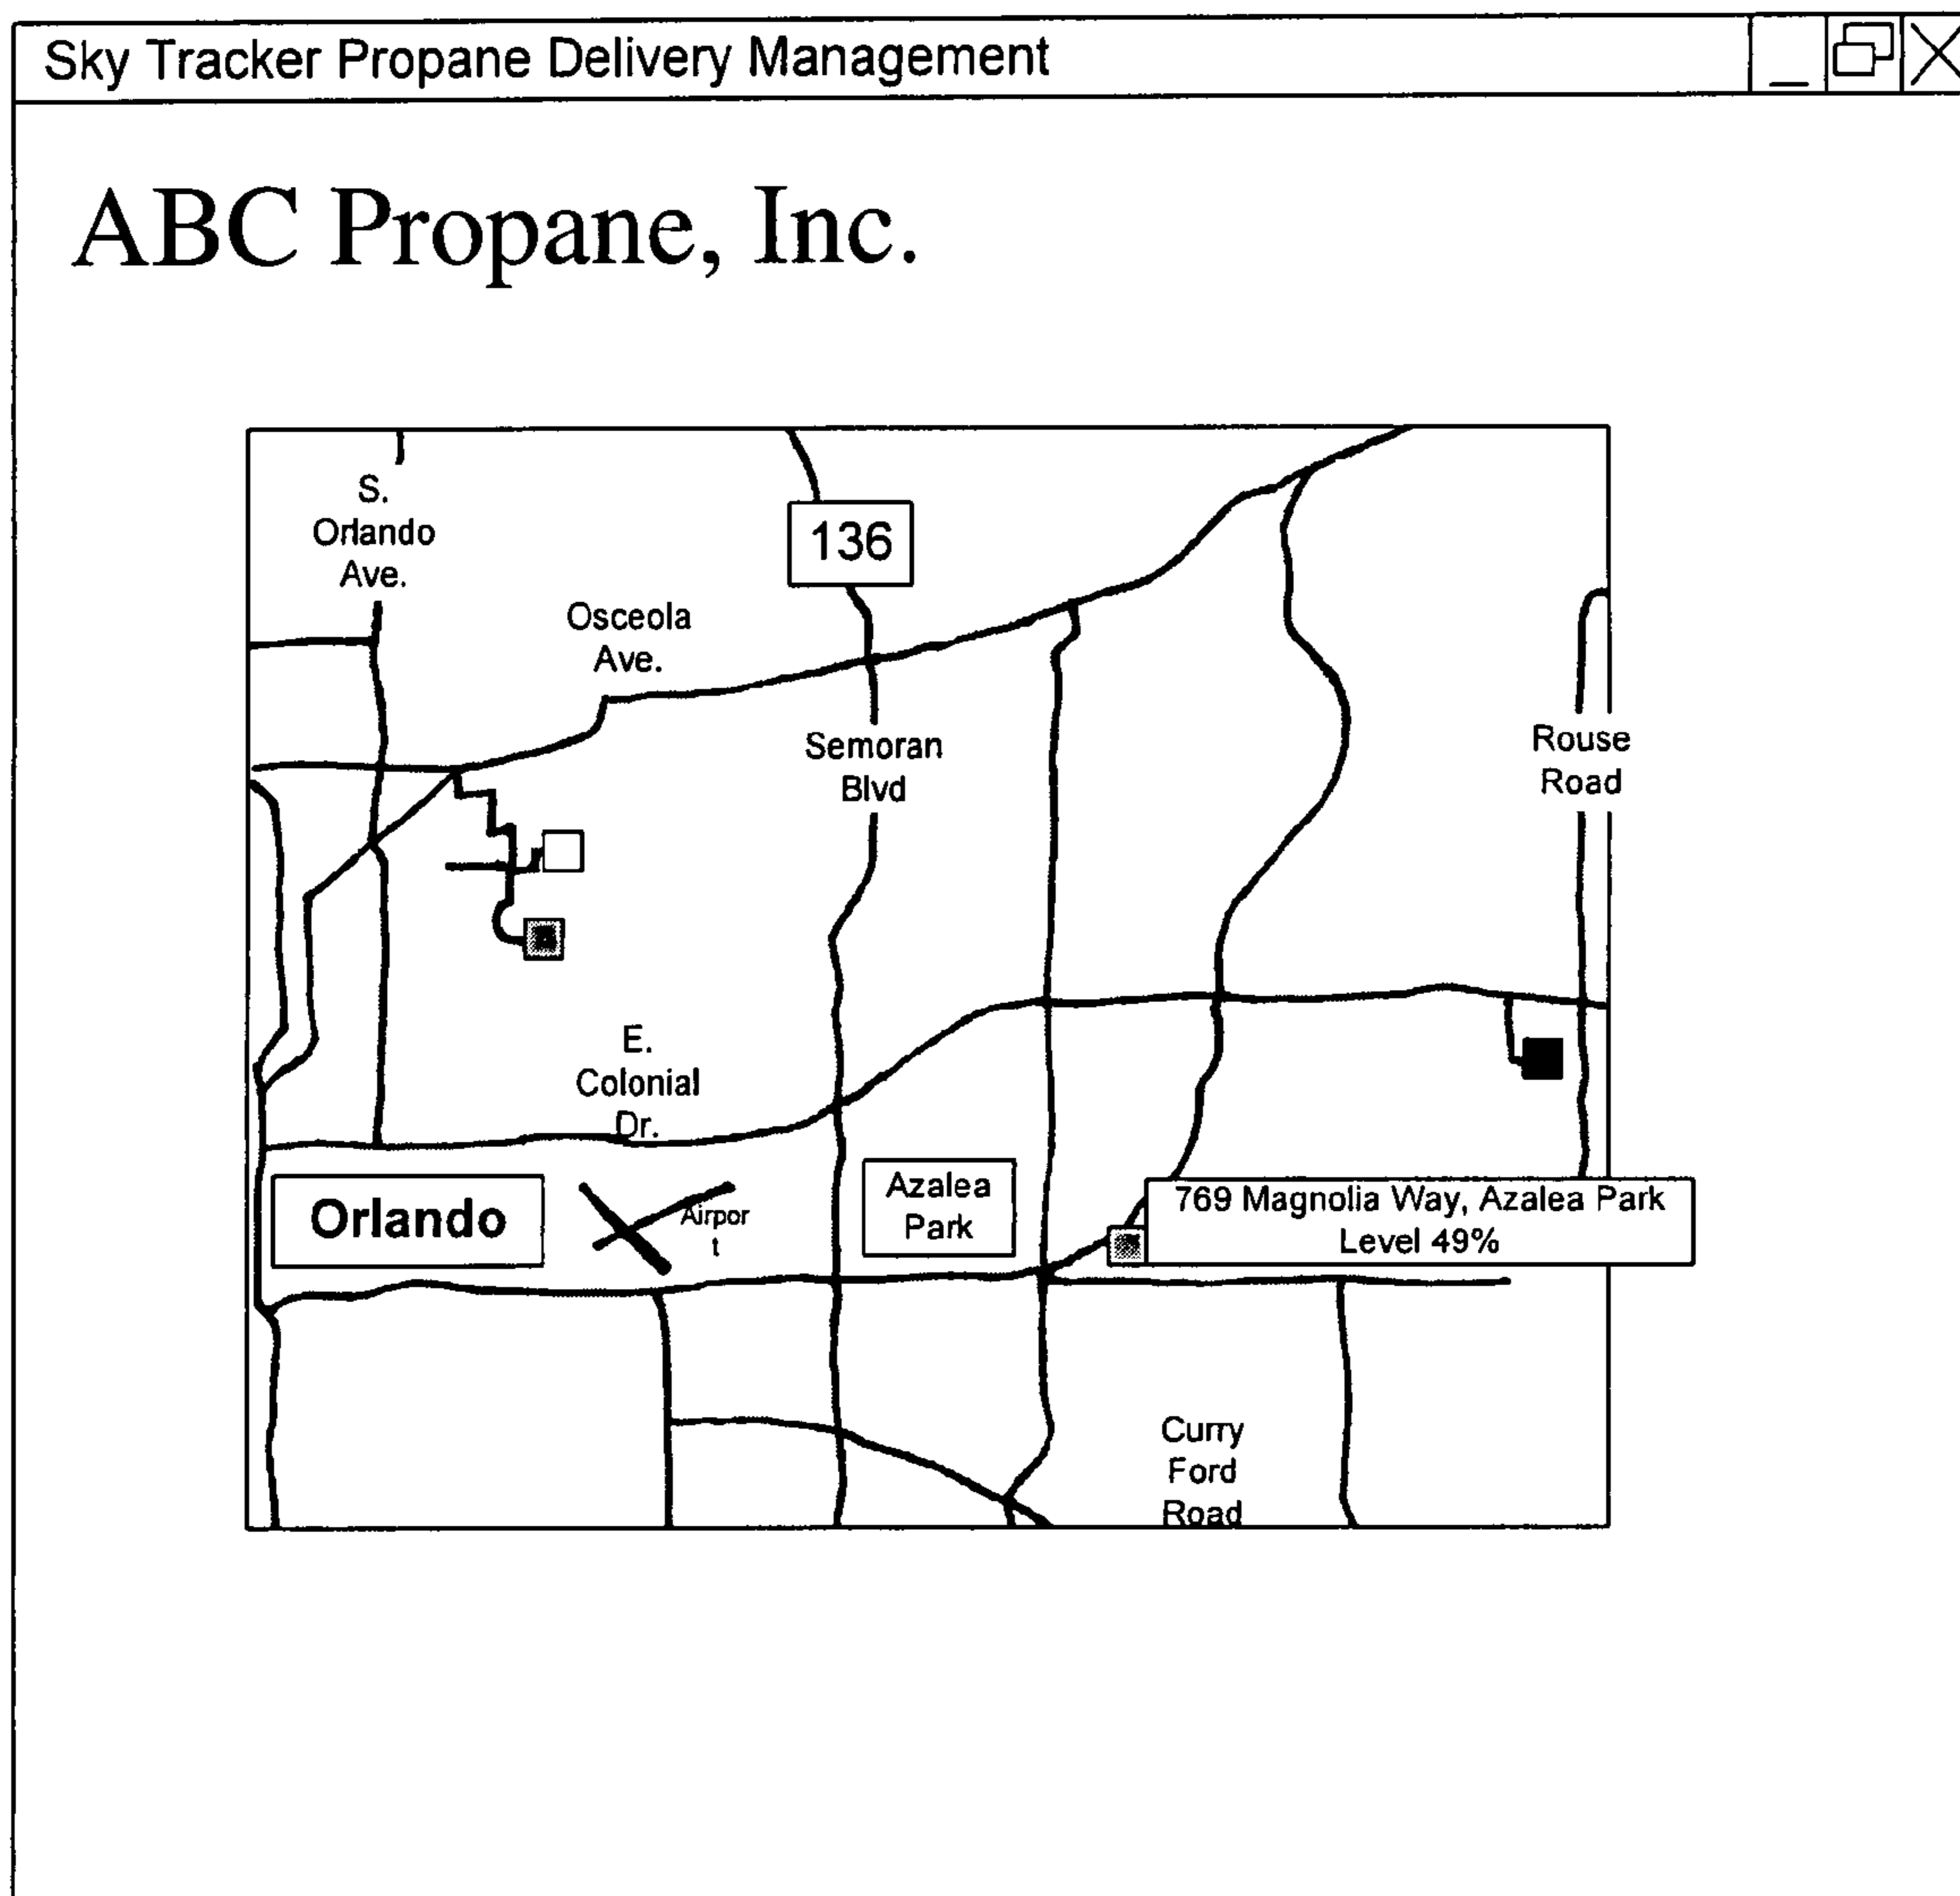 Sky Tracker Propane Delivery Management
ABC Propane, Inc.
S.
Orlando
Ave.
136
Osceola
Ave.
Semoran
Blvd
Rouse
Road
E.
Colonial
Dr.
Orlando
Airpor
t
Azalea
Park
769 Magnolia Way, Azalea Park
Level 49%
Curry
Ford
Road